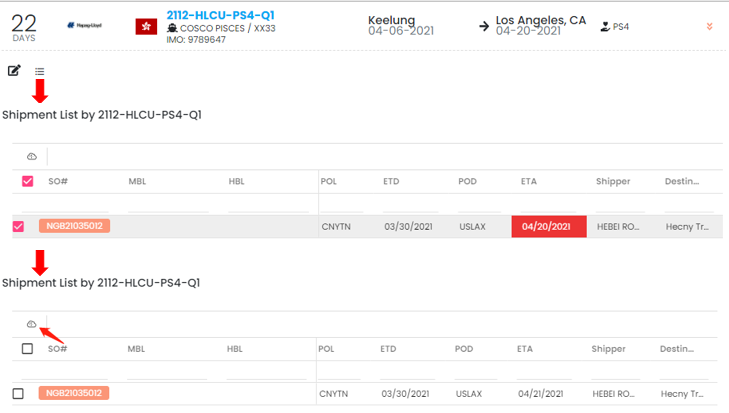 22
DAYS
Hapag-Lloyd
2112-HLCU-PS4-Q1
COSCO PISCES / XX33
IMO: 9789647
Keelung
04-06-2021
Los Angeles, CA
04-20-2021
PS4
Shipment List by 2112-HLCU-PS4-Q1
SO# MBL HBL POL ETD POD ETA Shipper Destin...
NGB21035012 CNYTN 03/30/2021 USLAX 04/20/2021 HEBEI RO... Hecny Tr...
Shipment List by 2112-HLCU-PS4-Q1
SO# MBL HBL POL ETD POD ETA Shipper Destin...
NGB21035012 CNYTN 03/30/2021 USLAX 04/21/2021 HEBEI RO... Hecny Tr...